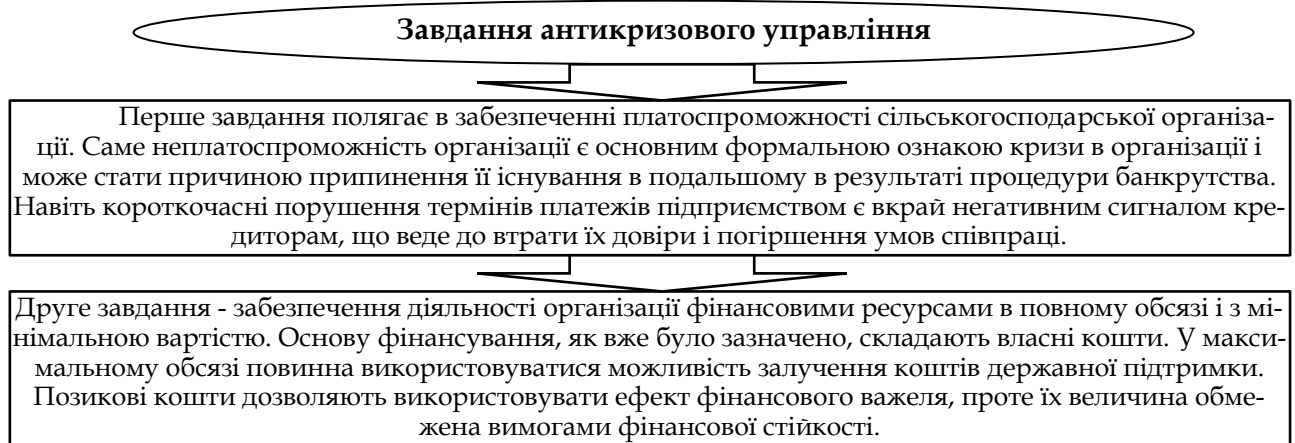 Завдання антикризового управління
Перше завдання полягає в забезпеченні платоспроможності сільськогосподарської організа-
ції. Саме неплатоспроможність організації є основним формальною ознакою кризи в організації і
може стати причиною припинення її існування в подальшому в результаті процедури банкрутства.
Навіть короткочасні порушення термінів платежів підприємством є вкрай негативним сигналом кре-
диторам, що веде до втрати їх довіри і погіршення умов співпраці.
Друге завдання - забезпечення діяльності організації фінансовими ресурсами в повному обсязі і з мі-
німальною вартістю. Основу фінансування, як вже було зазначено, складають власні кошти. У макси-
мальному обсязі повинна використовуватися можливість залучення коштів державної підтримки.
Позикові кошти дозволяють використовувати ефект фінансового важеля, проте їх величина обме-
жена вимогами фінансової стійкості.